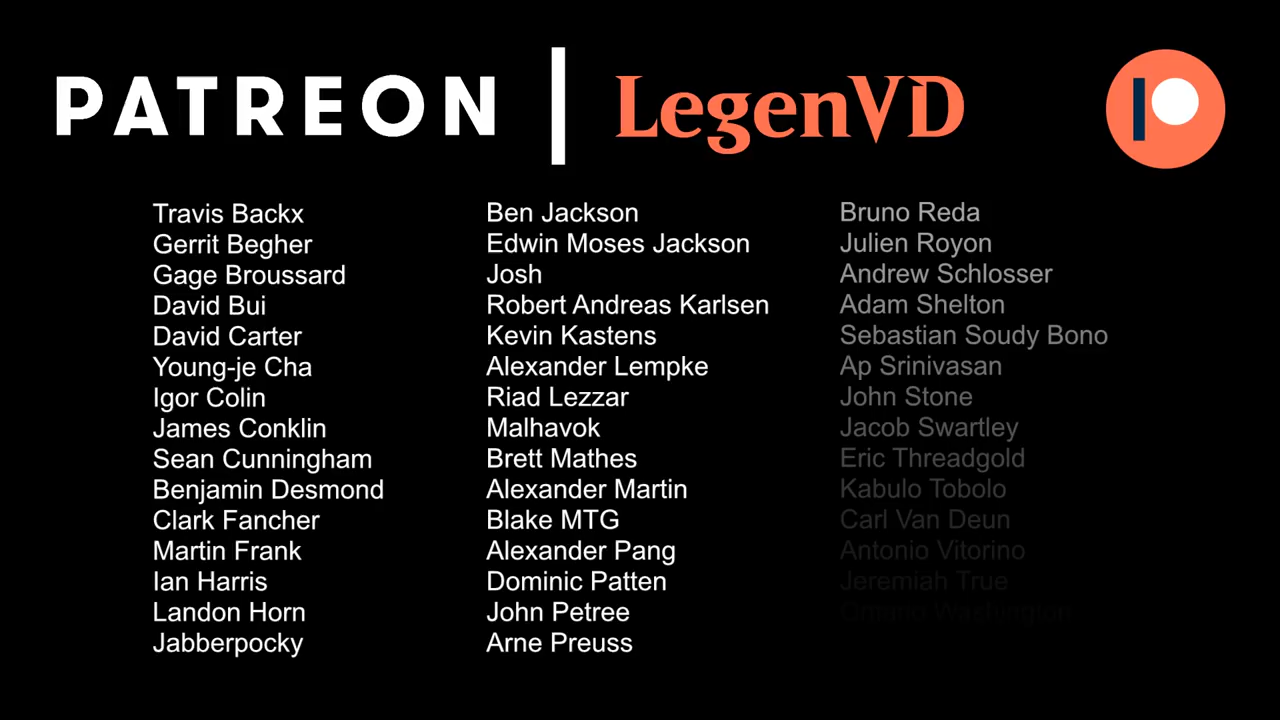 PATREON | LegenVD
Travis Backx
Gerrit Begher
Gage Broussard
David Bui
David Carter
Young-je Cha
Igor Colin
James Conklin
Sean Cunningham
Benjamin Desmond
Clark Fancher
Martin Frank
Ian Harris
Landon Horn
Jabberpocky
Ben Jackson
Edwin Moses Jackson
Josh
Robert Andreas Karlsen
Kevin Kastens
Alexander Lempke
Riad Lezzar
Malhavok
Brett Mathes
Alexander Martin
Blake MTG
Alexander Pang
Dominic Patten
John Petree
Arne Preuss
Bruno Reda
Julien Royon
Andrew Schlosser
Adam Shelton
Sebastian Soudy Bono
Ap Srinivasan
John Stone
Jacob Swartley
Eric Threadgold
Kabulo Tobolo
Carl Van Deun
Antonio Vitorino
Jeremiah True
Washington